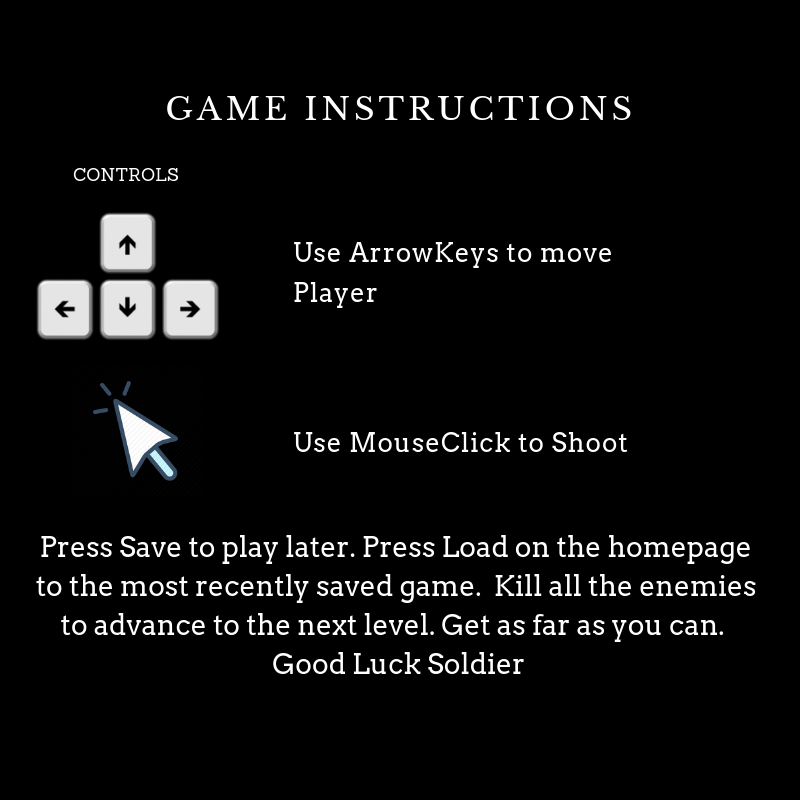 GAME INSTRUCTIONS
CONTROLS
Use ArrowKeys to move
Player
Use MouseClick to Shoot
Press Save to play later. Press Load on the homepage
to the most recently saved game.  Kill all the enemies
to advance to the next level. Get as far as you can.
Good Luck Soldier